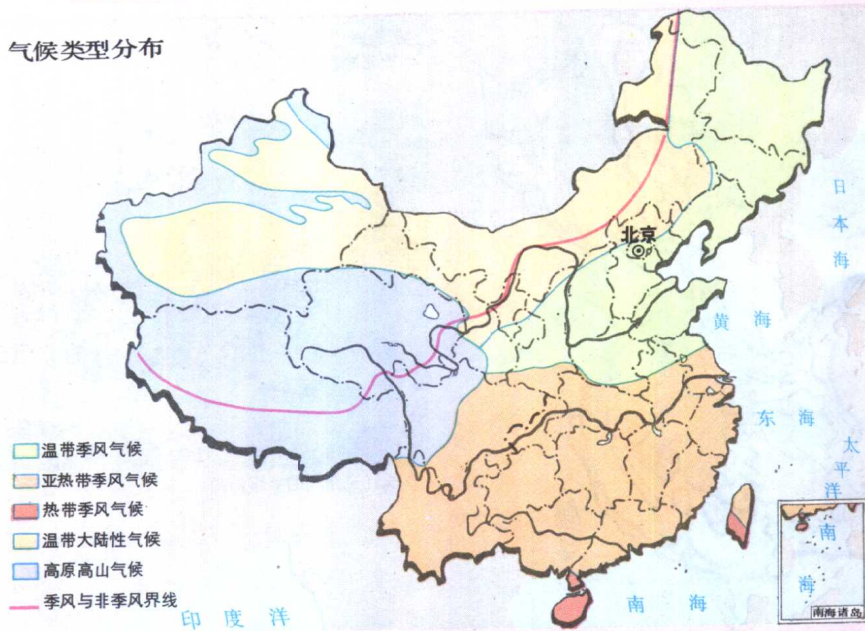 气候类型分布
北京
日本海
黄海
东海
太平洋
温带季风气候
亚热带季风气候
热带季风气候
温带大陆性气候
高原高山气候
季风与非季风界线
印度洋
南海
南海
南海诸岛